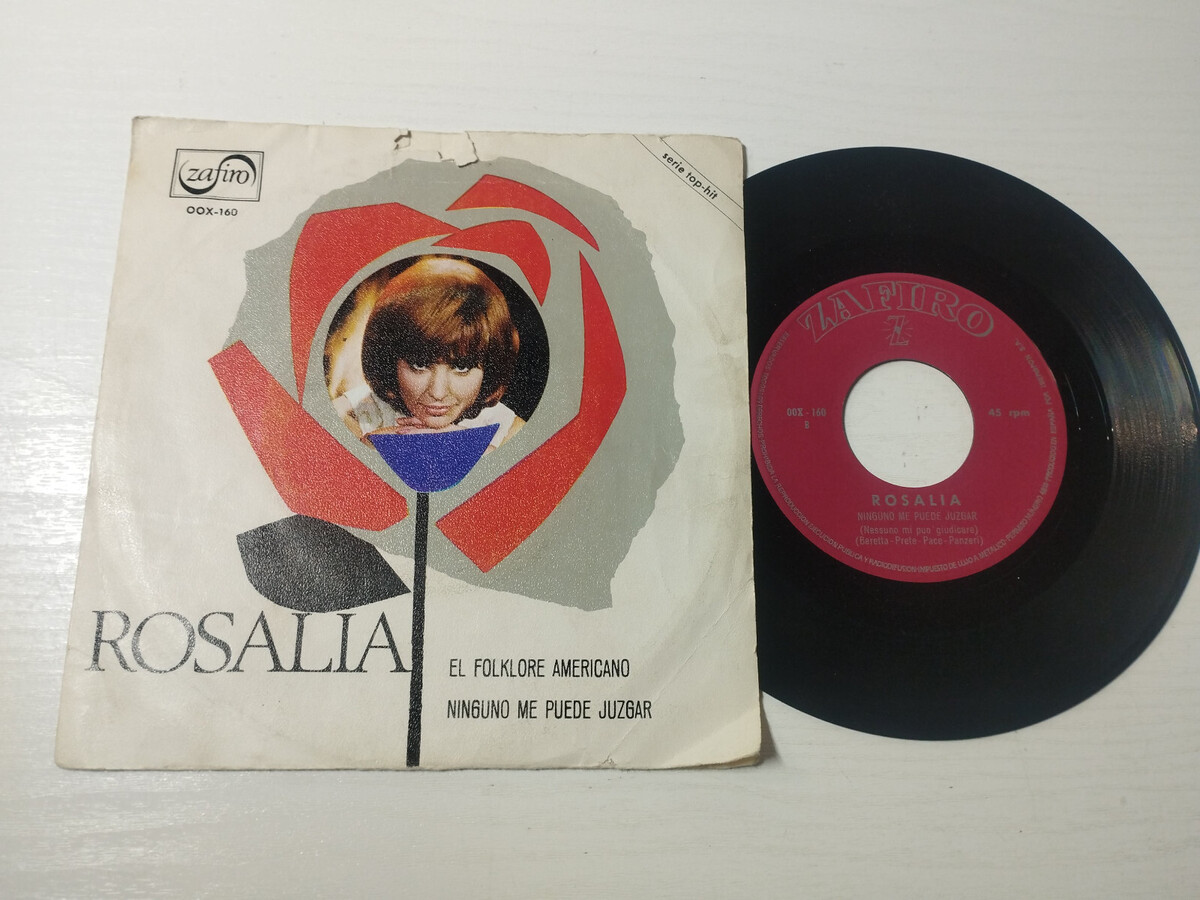 zafiro
OOX-160
serie top-hit
ROSALIA
EL FOLKLORE AMERICANO
NINGUNO ME PUEDE JUZGAR
ZAFIRO
Z
OOX - 160
B
45 rpm
ROSALIA
NINGUNO ME PUEDE JUZGAR
(Nessuno mi puo' giudicare)
(Beretta - Prete - Pace - Panzeri)